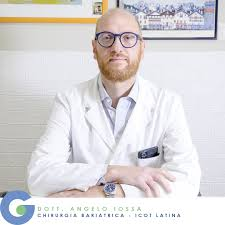 DOTT. ANGELO IOSSA
CHIRURGIA BARIATRICA - ICOT LATINA